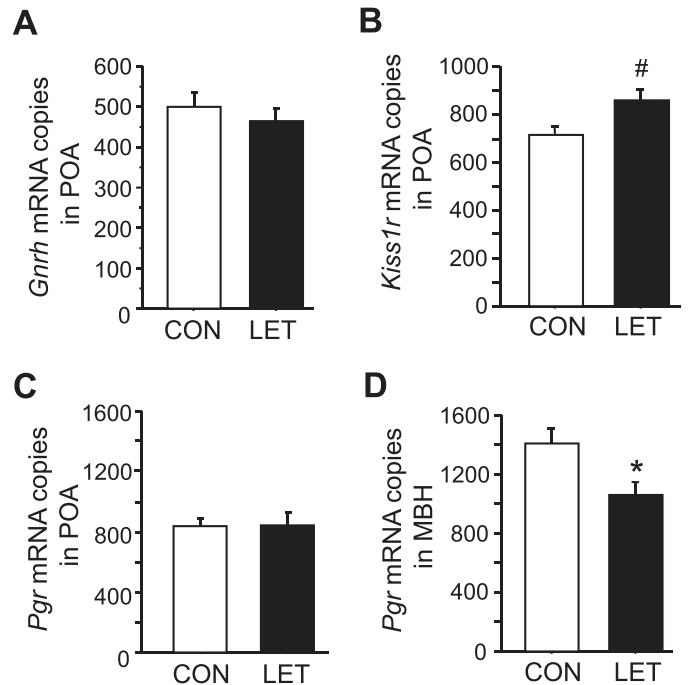 A
Gnrh mRNA copies
in POA
600
500
400
300
200
100
0
CON LET
B
Kiss1r mRNA copies
in POA
1000
800
600
400
200
0
#
CON LET
C
Pgr mRNA copies
in POA
1600
1200
800
400
0
CON LET
D
Pgr mRNA copies
in MBH
1600
1200
800
400
0
*
CON LET